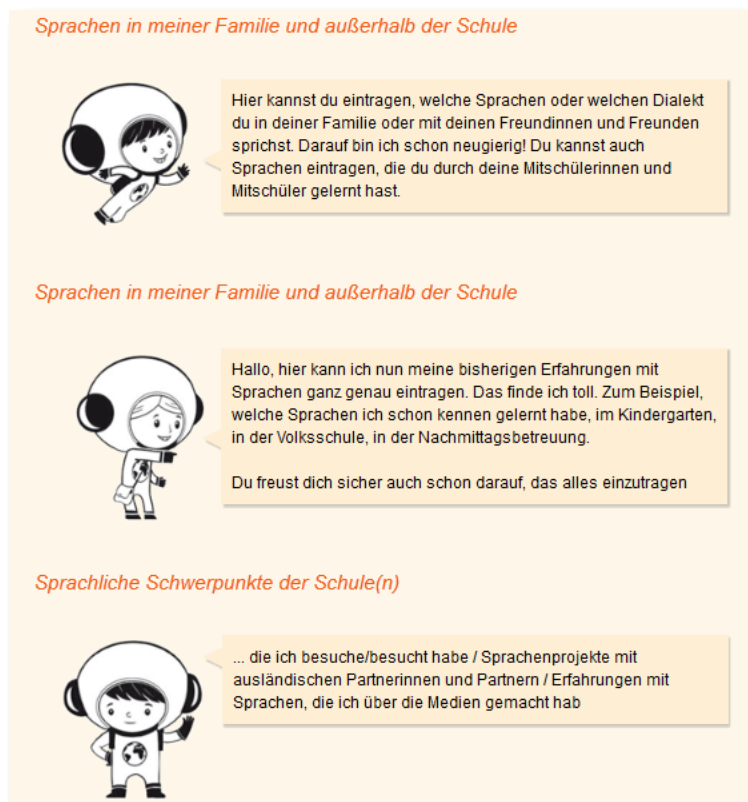 Sprachen in meiner Familie und außerhalb der Schule
Hier kannst du eintragen, welche Sprachen oder welchen Dialekt
du in deiner Familie oder mit deinen Freundinnen und Freunden
sprichst. Darauf bin ich schon neugierig! Du kannst auch
Sprachen eintragen, die du durch deine Mitschülerinnen und
Mitschüler gelernt hast.
Sprachen in meiner Familie und außerhalb der Schule
Hallo, hier kann ich nun meine bisherigen Erfahrungen mit
Sprachen ganz genau eintragen. Das finde ich toll. Zum Beispiel,
welche Sprachen ich schon kennen gelernt habe, im Kindergarten,
in der Volksschule, in der Nachmittagsbetreuung.
Du freust dich sicher auch schon darauf, das alles einzutragen
Sprachliche Schwerpunkte der Schule(n)
... die ich besuche/besucht habe / Sprachenprojekte mit
ausländischen Partnerinnen und Partnern / Erfahrungen mit
Sprachen, die ich über die Medien gemacht hab